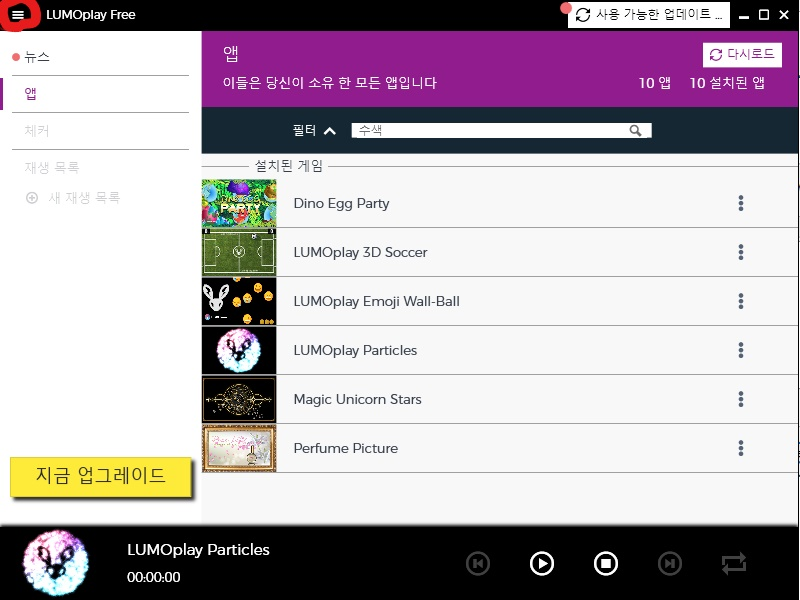 LUMOplay Free
사용 가능한 업데이트 ...
뉴스
앱
체커
재생 목록
새 재생 목록
지금 업그레이드
앱
다시로드
이들은 당신이 소유 한 모든 앱입니다
10 앱
10 설치된 앱
필터
수색
설치된 게임
PARTY
Dino Egg Party
LUMOplay 3D Soccer
LUMOplay Emoji Wall-Ball
LUMOplay Particles
Magic Unicorn Stars
Perfume Picture
LUMOplay Particles
00:00:00